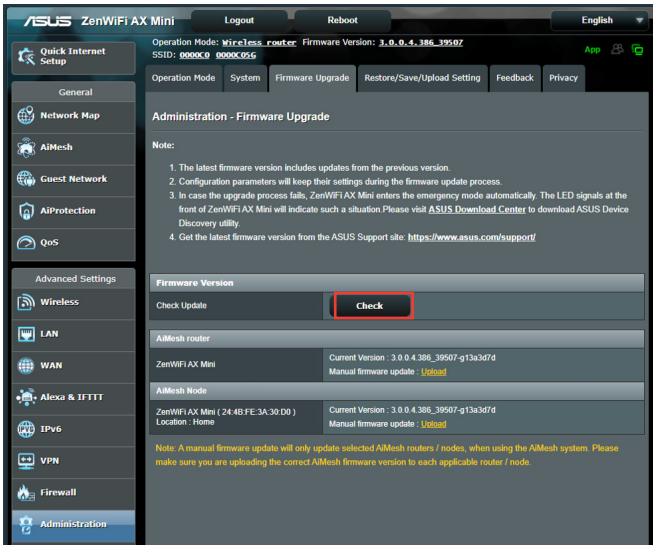 ASUS ZenWiFi AX Mini
Logout
Reboot
English
Quick Internet
Setup
Operation Mode: Wireless router Firmware Version: 3.0.0.4.386_39507
SSID: 0000C0 0000C05G
App
Operation Mode
System
Firmware Upgrade
Restore/Save/Upload Setting
Feedback
Privacy
General
Network Map
AiMesh
Guest Network
AiProtection
QoS
Advanced Settings
Wireless
LAN
WAN
Alexa & IFTTT
IPv6
VPN
Firewall
Administration
Administration - Firmware Upgrade
Note:
1. The latest firmware version includes updates from the previous version.
2. Configuration parameters will keep their settings during the firmware update process.
3. In case the upgrade process fails, ZenWiFi AX Mini enters the emergency mode automatically. The LED signals at the
front of ZenWiFi AX Mini will indicate such a situation.Please visit ASUS Download Center to download ASUS Device
Discovery utility.
4. Get the latest firmware version from the ASUS Support site: https://www.asus.com/support/
Firmware Version
Check Update
Check
AiMesh router
ZenWiFi AX Mini
Current Version : 3.0.0.4.386_39507-g13a3d7d
Manual firmware update : Upload
AiMesh Node
ZenWiFi AX Mini ( 24:4B:FE:3A:30:D0 )
Location : Home
Current Version : 3.0.0.4.386_39507-g13a3d7d
Manual firmware update : Upload
Note: A manual firmware update will only update selected AiMesh routers / nodes, when using the AiMesh system. Please
make sure you are uploading the correct AiMesh firmware version to each applicable router / node.